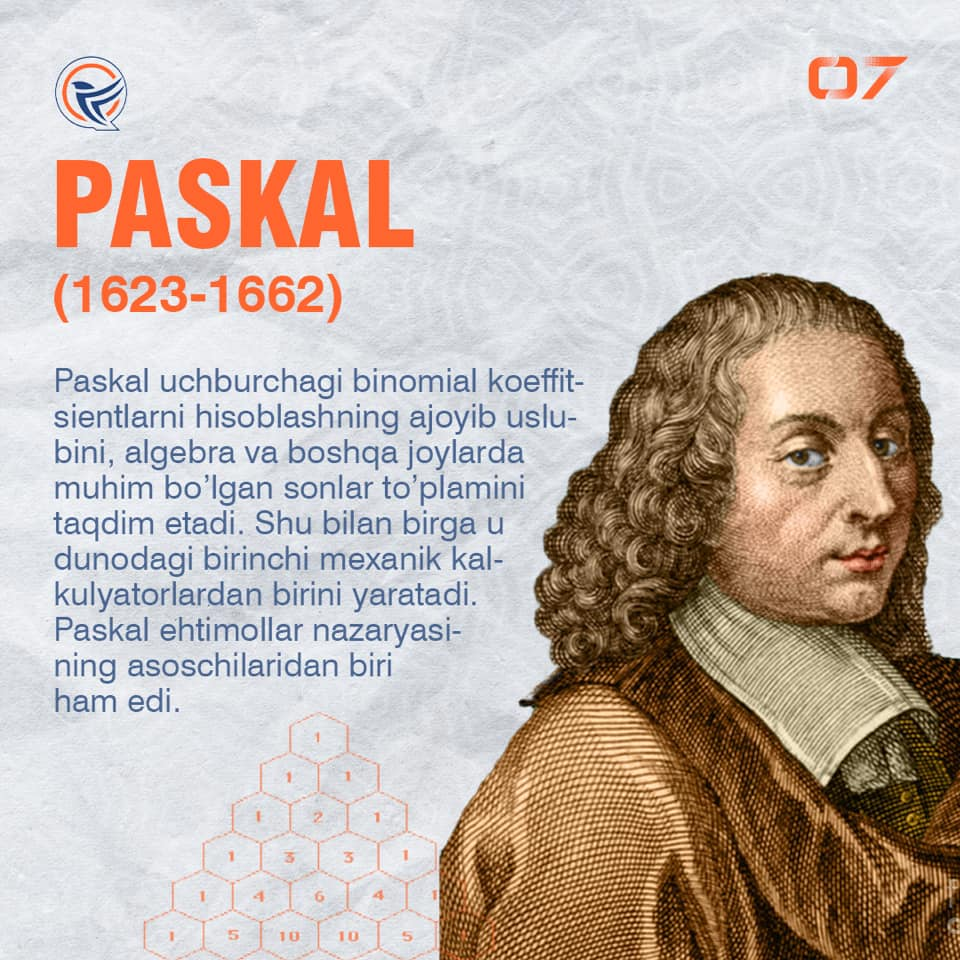 07
PASKAL
(1623-1662)
Paskal uchburchagi binomial koeffit-
sientlarni hisoblashning ajoyib uslu-
bini, algebra va boshqa joylarda
muhim bo’lgan sonlar to’plamini
taqdim etadi. Shu bilan birga u
dunodagi birinchi mexanik kal-
kulyatorlardan birini yaratadi.
Paskal ehtimollar nazaryasi-
ning asoschilaridan biri
ham edi.
1
1 1
1 2 1
1 3 3 1
1 4 6 4 1
1 5 10 10 5 1